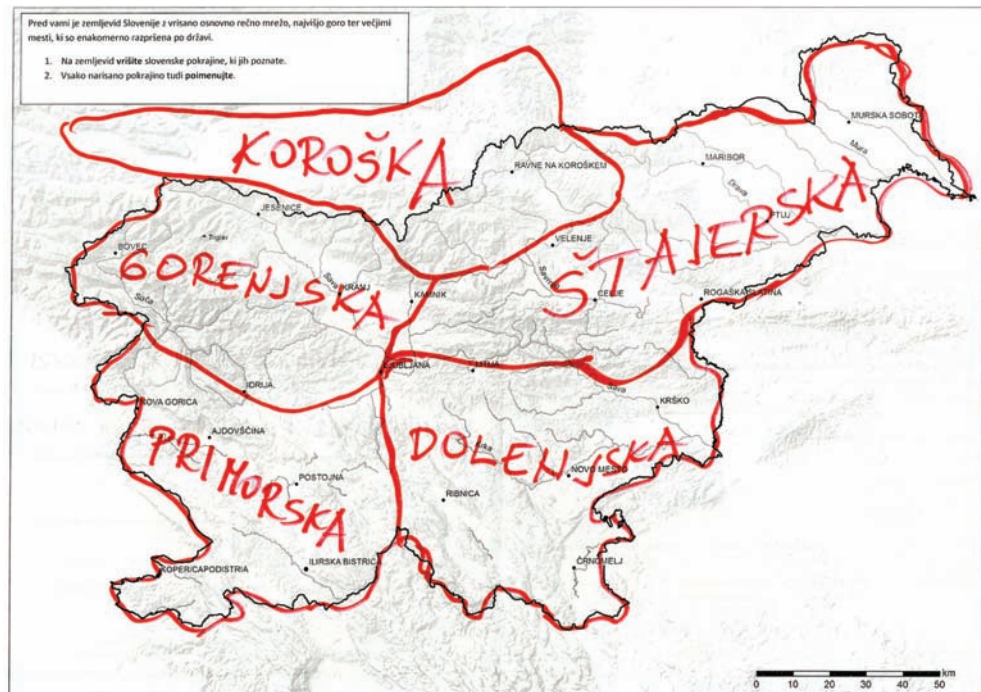 Pred vami je zemljevid Slovenije z vrisano osnovno rečno mrežo, najvišjo goro ter večjimi
mesti, ki so enakomerno razpršena po državi.
1. Na zemljevid vrišite slovenske pokrajine, ki jih poznate.
2. Vsako narisano pokrajino tudi poimenujte.
KOROŠKA
MURSKA SOBOTA
Mura
RAVNE NA KOROŠKEM
MARIBOR
Drava
PTUJ
ŠTAJERSKA
JESENICE
Triglav
BOVEC
VELENJE
GORENJSKA
Sava
KRANJ
KAMNIK
Savinja
CELJE
ROGAŠKA SLATINA
Soča
LJUBLJANA
LITIJA
IDRIJA
Sava
NOVA GORICA
KRŠKO
AJDOVŠČINA
PRIMORSKA
DOLENJSKA
Krka
POSTOJNA
NOVO MESTO
RIBNICA
ILIRSKA BISTRICA
KOPER/CAPODISTRIA
ČRNOMELJ
km
0 10 20 30 40 50